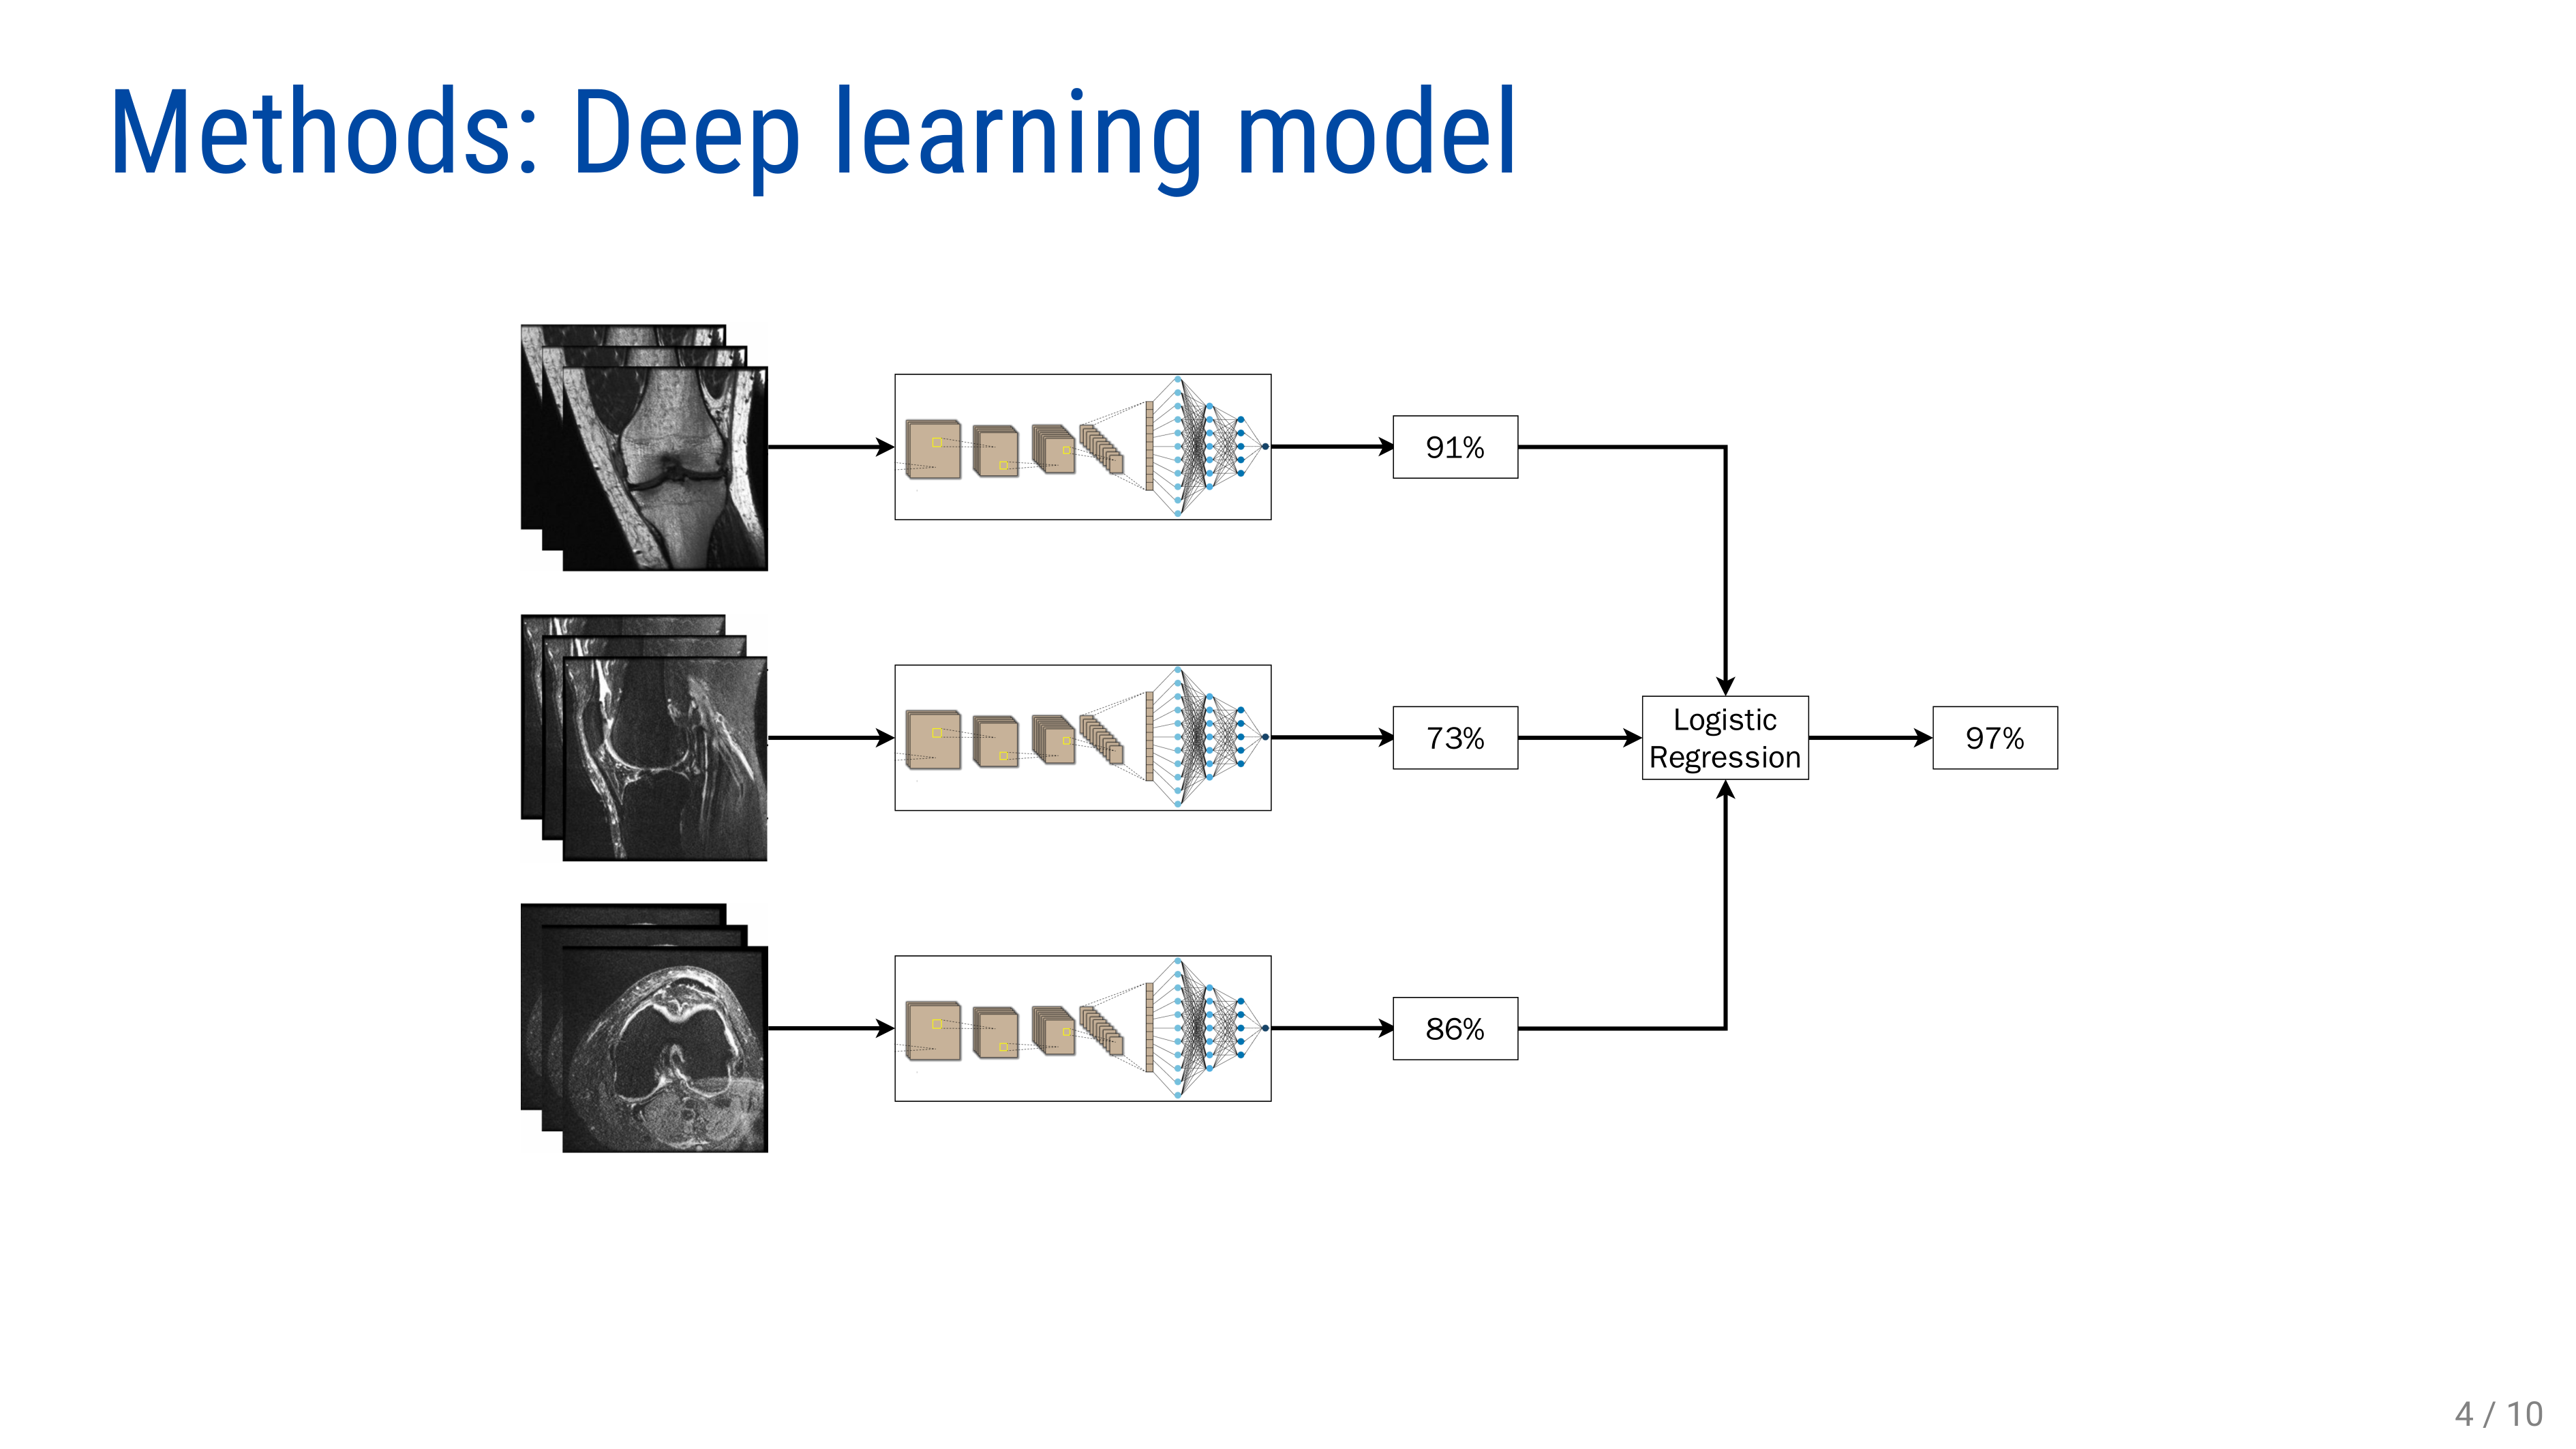 Methods: Deep learning model
91%
73%
Logistic
Regression
97%
86%
4 / 10